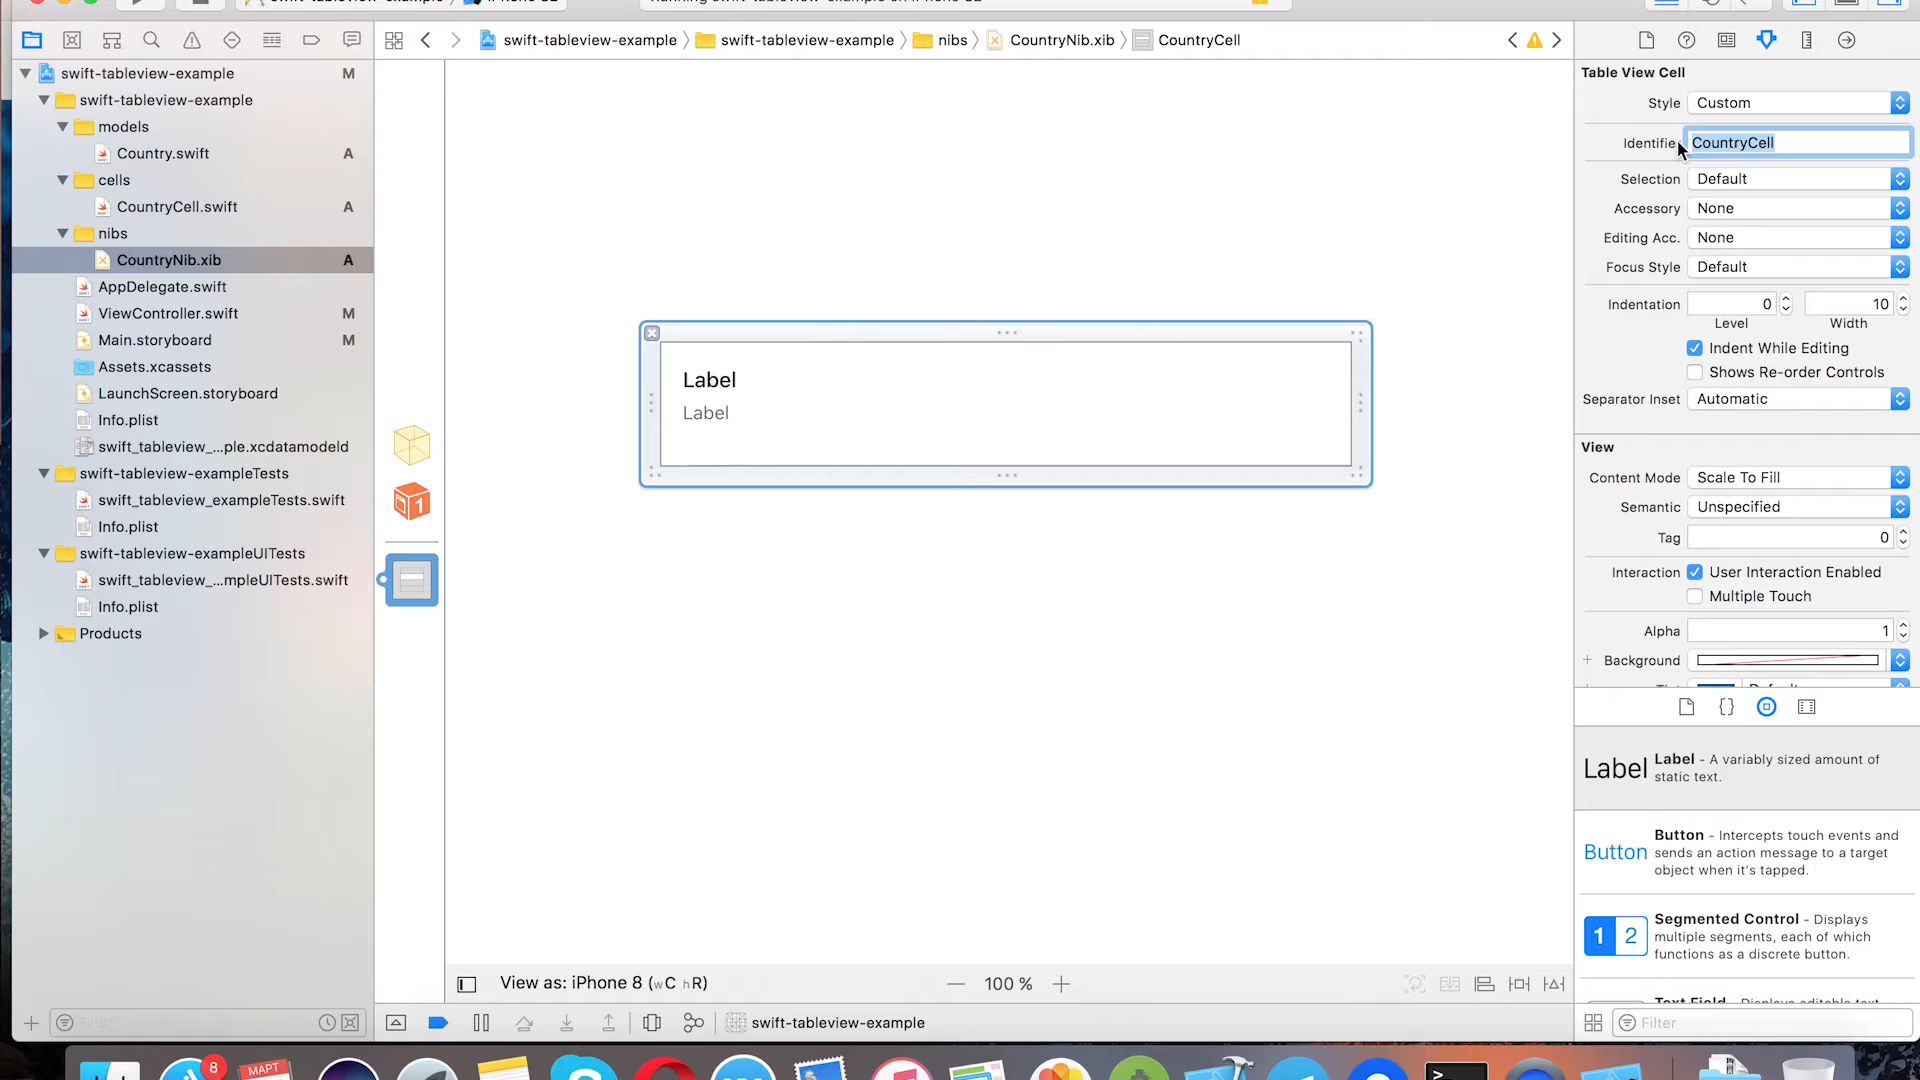 swift-tableview-example › nibs › CountryNib.xib › CountryCell
swift-tableview-example
swift-tableview-example
swift-tableview-example M
swift-tableview-example
models
Country.swift A
cells
CountryCell.swift A
nibs
CountryNib.xib A
AppDelegate.swift
ViewController.swift M
Main.storyboard M
Assets.xcassets
LaunchScreen.storyboard
Info.plist
swift_tableview_...ple.xcdatamodeld
swift-tableview-exampleTests
swift_tableview_exampleTests.swift
Info.plist
swift-tableview-exampleUITests
swift_tableview_...mpleUITests.swift
Info.plist
Products
Filter
Label
Label
1
View as: iPhone 8 (wC hR)
100 %
swift-tableview-example
Table View Cell
Style Custom
Identifie CountryCell
Selection Default
Accessory None
Editing Acc. None
Focus Style Default
Indentation 0 10
Level Width
Indent While Editing
Shows Re-order Controls
Separator Inset Automatic
View
Content Mode Scale To Fill
Semantic Unspecified
Tag 0
Interaction User Interaction Enabled
Multiple Touch
Alpha 1
Background
Label
Label - A variably sized amount of
static text.
Button
Button - Intercepts touch events and
sends an action message to a target
object when it's tapped.
1 2
Segmented Control - Displays
multiple segments, each of which
functions as a discrete button.
Filter
8
МАРТ